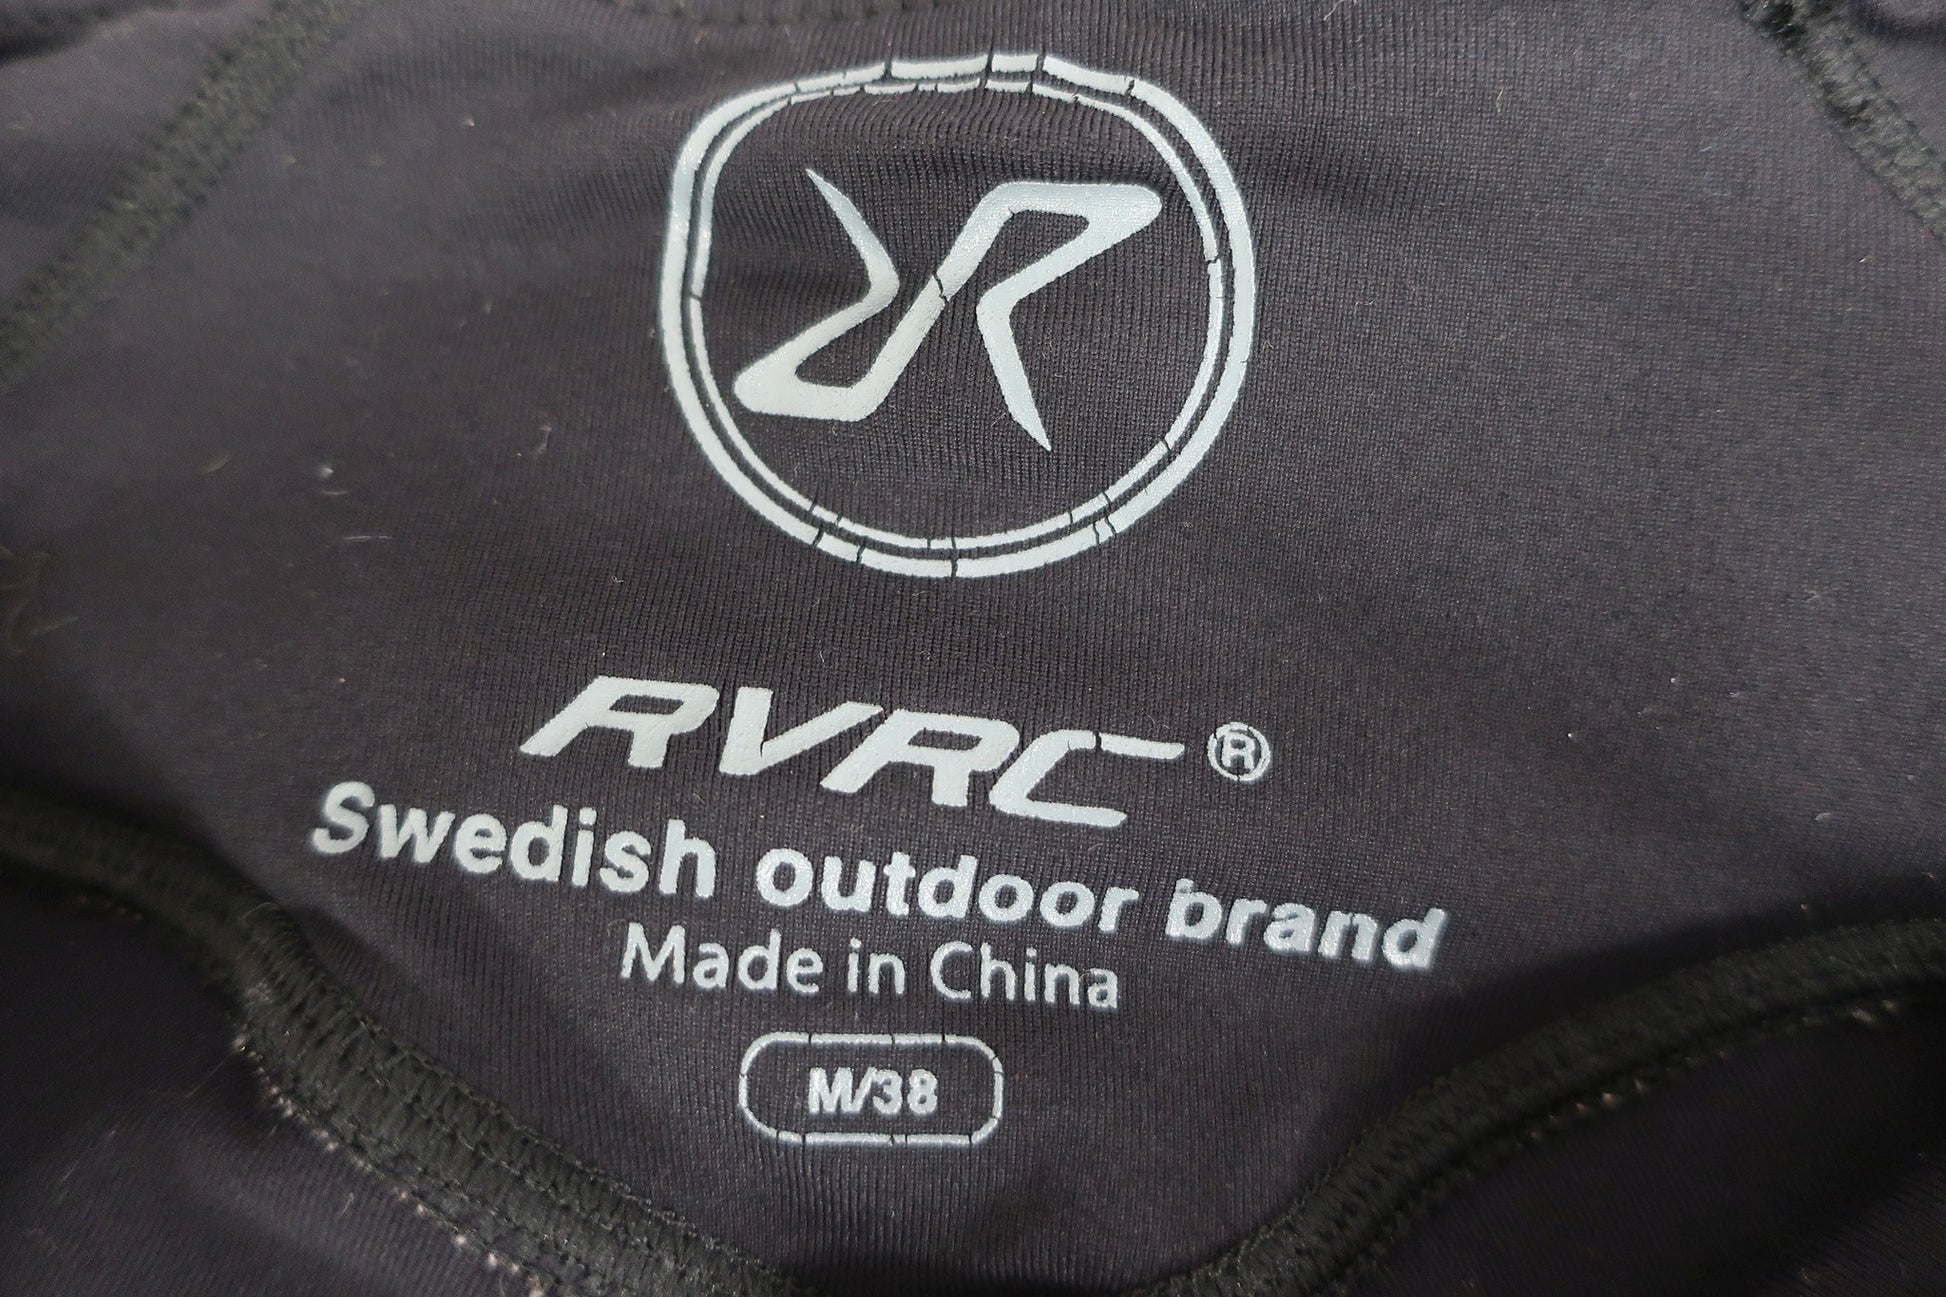 RVRC®
Swedish outdoor brand
Made in China
M/38